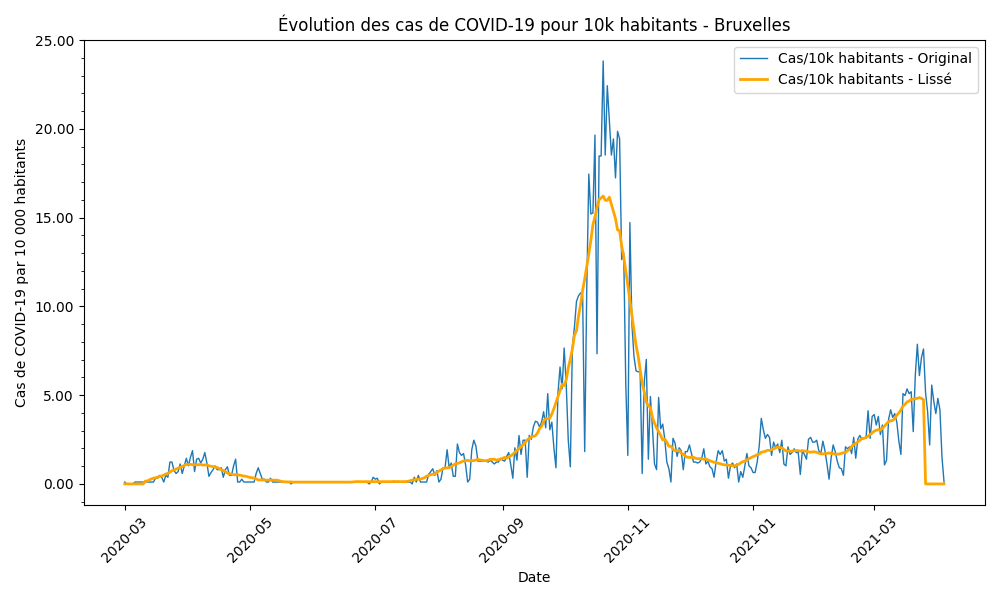 Évolution des cas de COVID-19 pour 10k habitants - Bruxelles
Cas/10k habitants - Original
Cas/10k habitants - Lissé
Cas de COVID-19 par 10 000 habitants
25.00
20.00
15.00
10.00
5.00
0.00
2020-03
2020-05
2020-07
2020-09
2020-11
2021-01
2021-03
Date